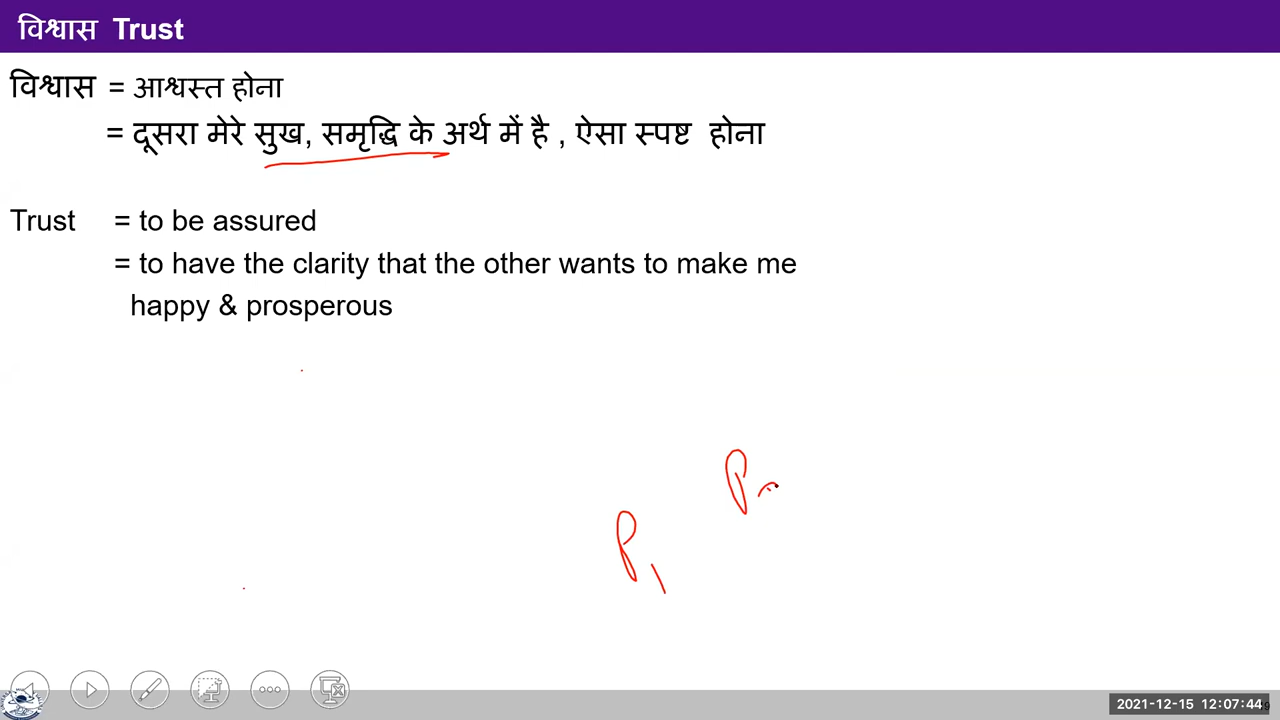 विश्वास Trust
विश्वास = आश्वस्त होना
= दूसरा मेरे सुख, समृद्धि के अर्थ में है , ऐसा स्पष्ट होना
Trust = to be assured
= to have the clarity that the other wants to make me
happy & prosperous
P
P1
2021-12-15 12:07:44